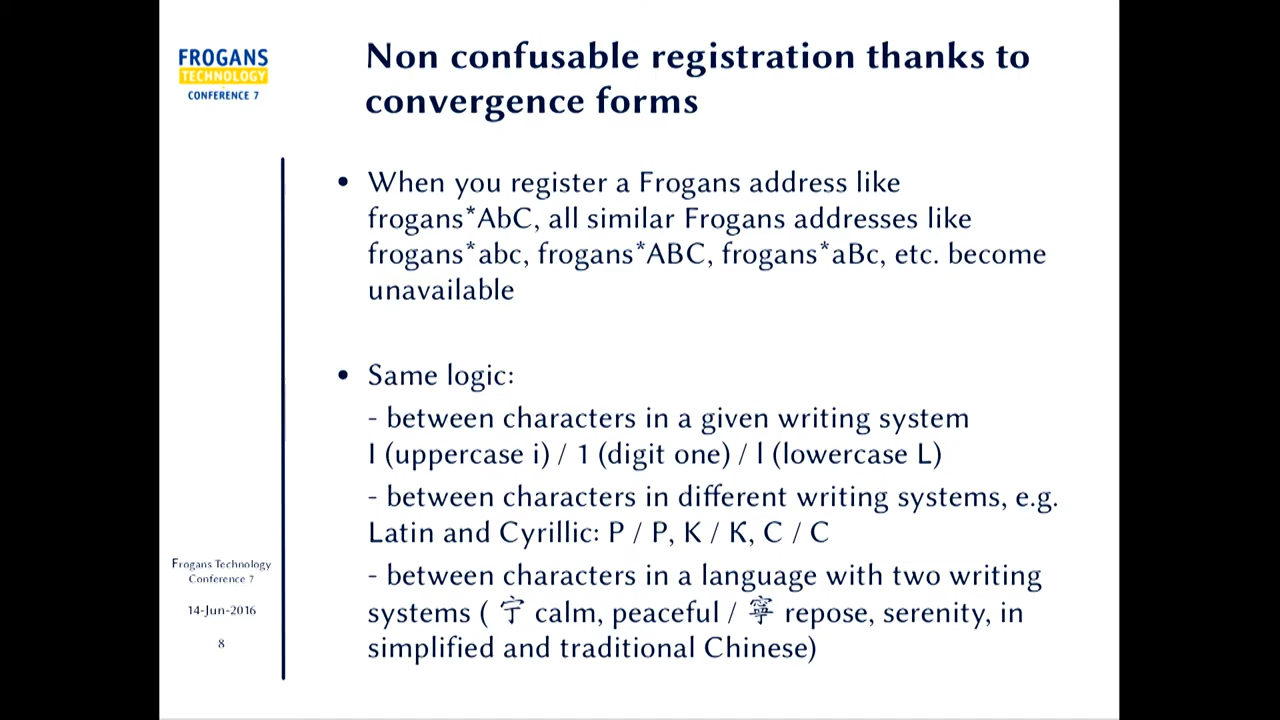 FROGANS
TECHNOLOGY
CONFERENCE 7
Non confusable registration thanks to
convergence forms
• When you register a Frogans address like
frogans*AbC, all similar Frogans addresses like
frogans*abc, frogans*ABC, frogans*aBc, etc. become
unavailable
• Same logic:
- between characters in a given writing system
I (uppercase i) / 1 (digit one) / l (lowercase L)
- between characters in different writing systems, e.g.
Latin and Cyrillic: P / Р, K / К, C / С
- between characters in a language with two writing
systems ( 宁 calm, peaceful / 寧 repose, serenity, in
simplified and traditional Chinese)
Frogans Technology
Conference 7
14-Jun-2016
8